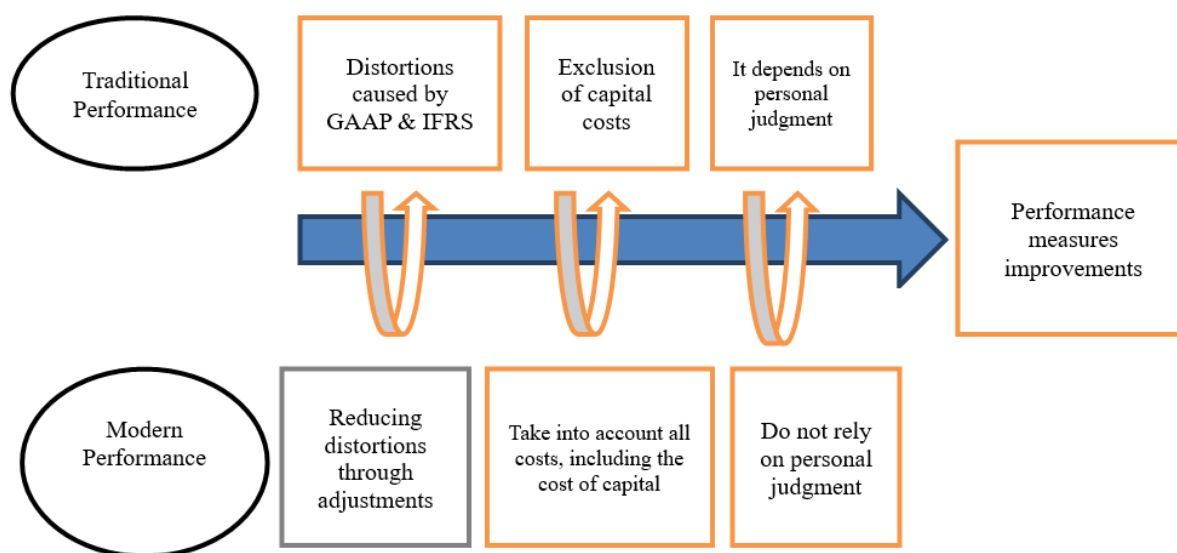 Traditional
Performance
Distortions
caused by
GAAP & IFRS
Exclusion
of capital
costs
It depends on
personal
judgment
Performance
measures
improvements
Modern
Performance
Reducing
distortions
through
adjustments
Take into account all
costs, including the
cost of capital
Do not rely
on personal
judgment